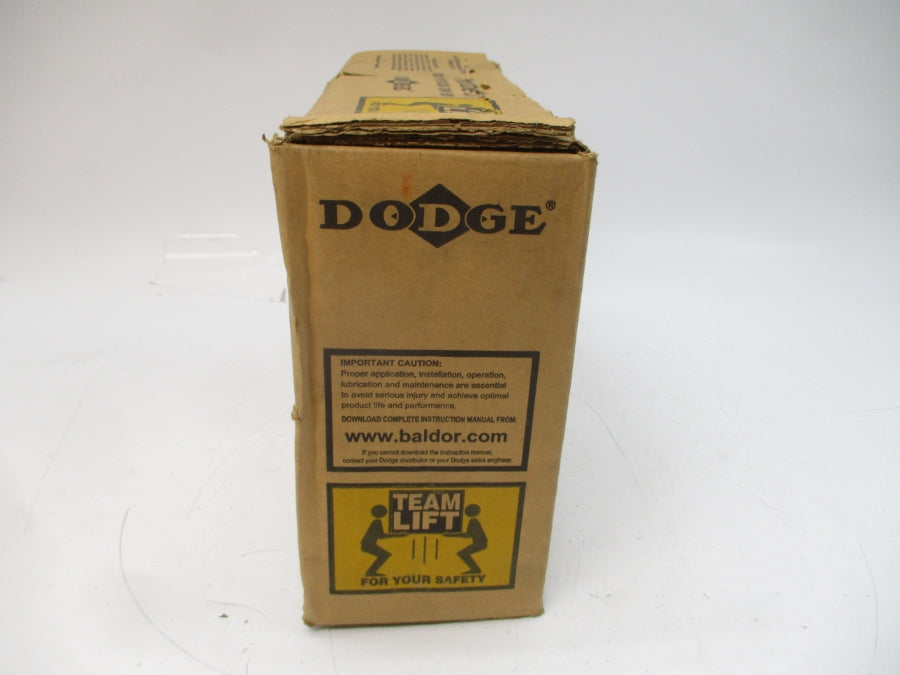 DODGE®
IMPORTANT CAUTION:
Proper application, installation, operation,
lubrication and maintenance are essential
to avoid serious injury and achieve optimal
product life and performance.
DOWNLOAD COMPLETE INSTRUCTION MANUAL FROM:
www.baldor.com
If you cannot download the instruction manual,
contact your Dodge distributor or your Dodge sales engineer.
TEAM
LIFT
FOR YOUR SAFETY